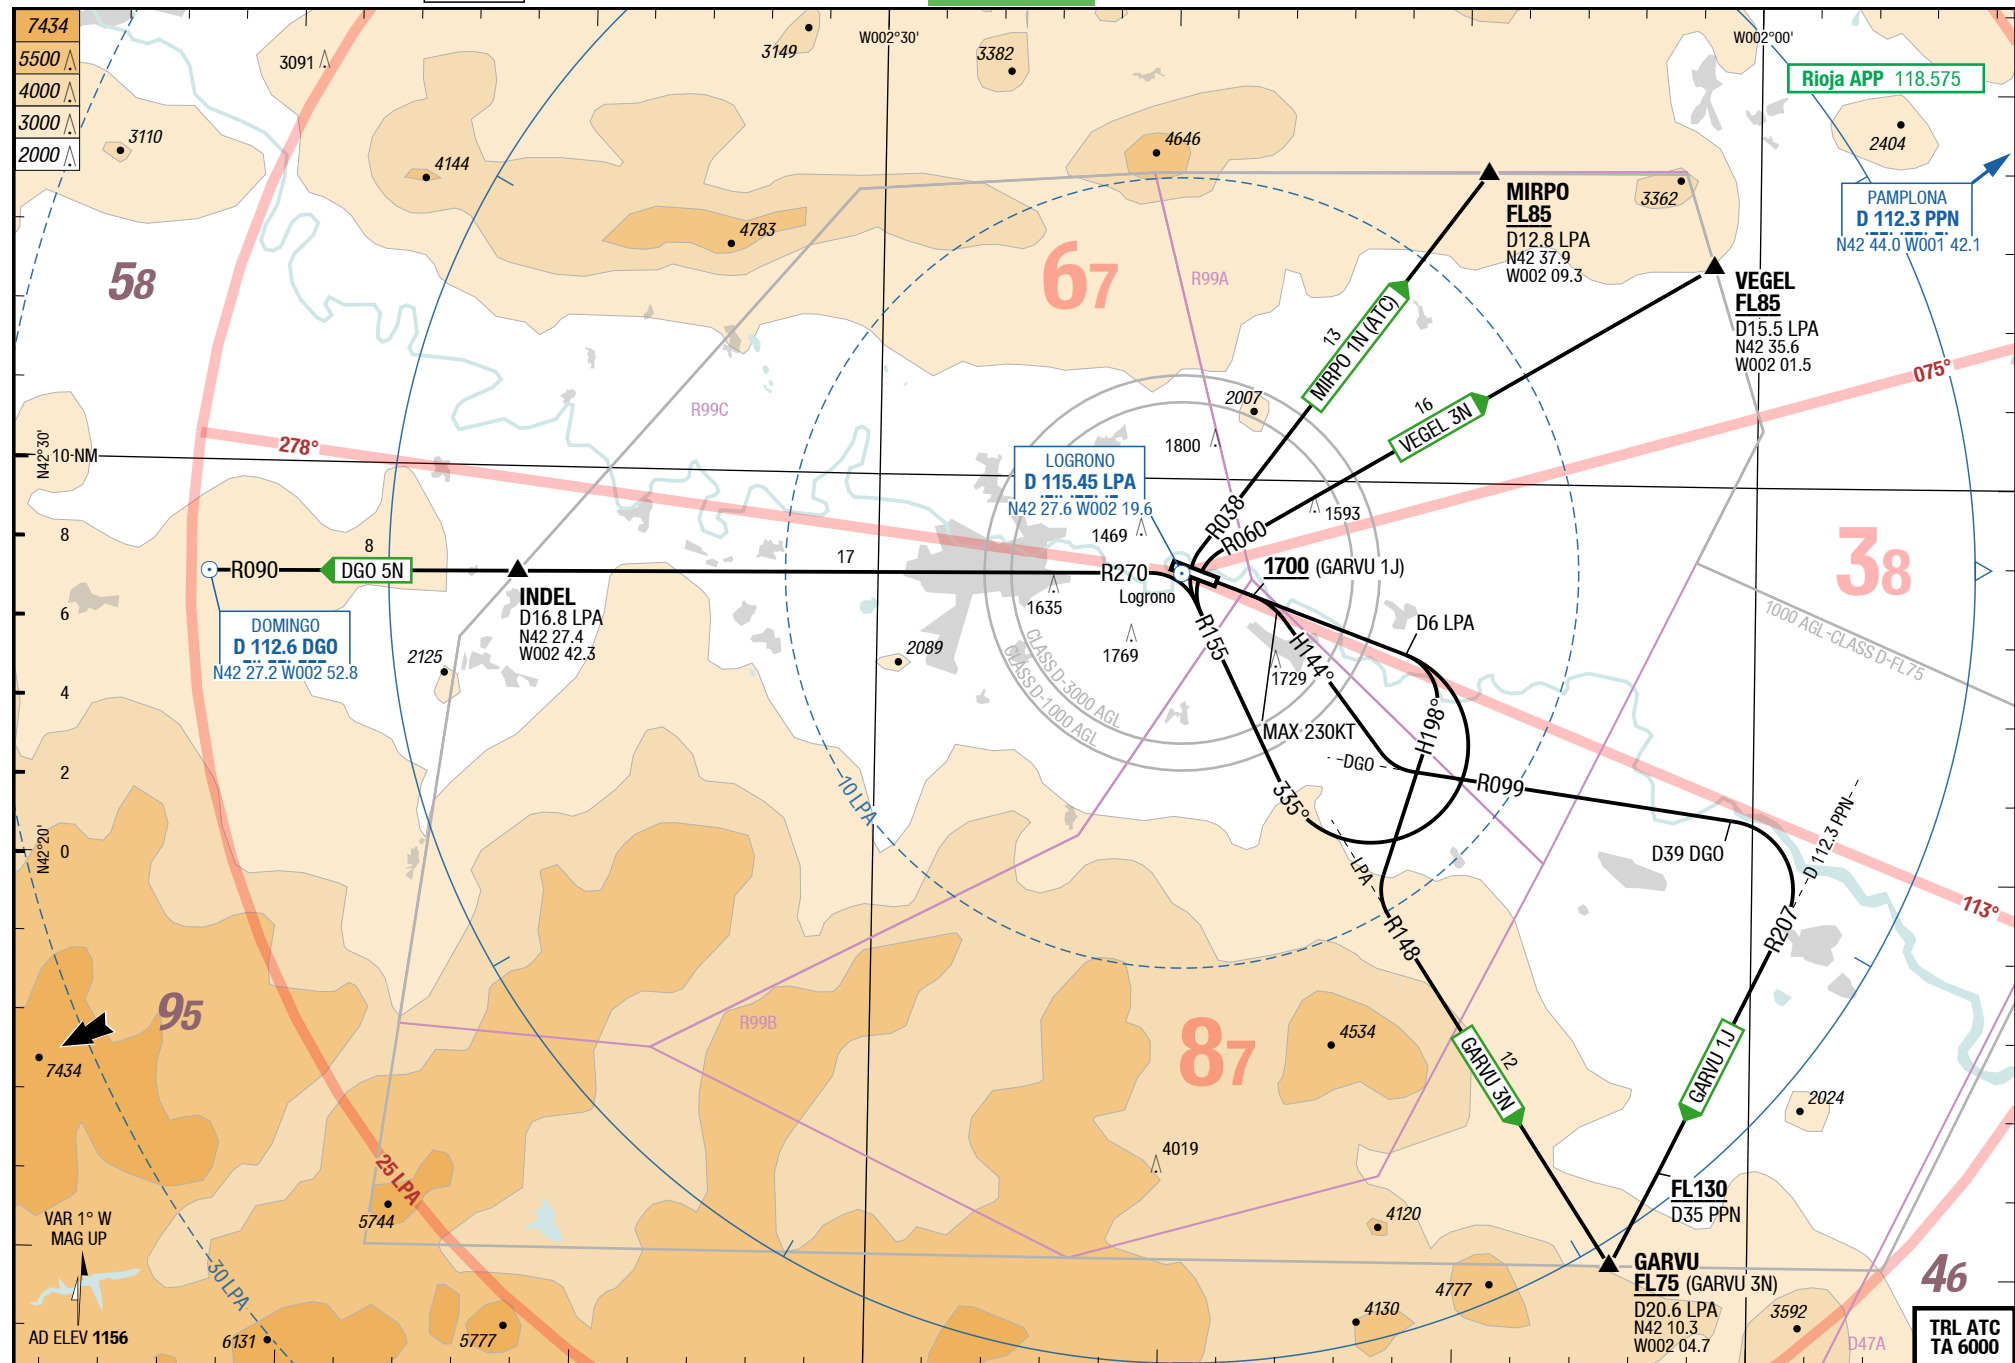 7434
5500
4000
3000
2000
3091
3149
3382
W002°30'
W002°00'
Rioja APP 118.575
3110
4144
4646
2404
4783
3362
MIRPO
FL85
D12.8 LPA
N42 37.9
W002 09.3
PAMPLONA
D 112.3 PPN
N42 44.0 W001 42.1
58
67
R99A
VEGEL
FL85
D15.5 LPA
N42 35.6
W002 01.5
13
MIRPO 1N (ATC)
075°
R99C
2007
16
VEGEL 3N
278°
1800
N42°30'
10-NM
LOGRONO
D 115.45 LPA
N42 27.6 W002 19.6
1593
R038
R060
1469
8
8
17
R090
DGO 5N
R270
1700 (GARVU 1J)
38
INDEL
D16.8 LPA
N42 27.4
W002 42.3
Logrono
1635
6
DOMINGO
D 112.6 DGO
N42 27.2 W002 52.8
1000 AGL-CLASS D-FL75
D6 LPA
R155
H144°
2125
2089
1769
1729
CLASS D-3000 AGL
CLASS D-1000 AGL
4
MAX 230KT
H198°
DGO
2
R099
10 LPA
335°
D 112.3 PPN
N42°20'
0
LPA
D39 DGO
113°
R148
R207
95
R99B
4534
87
12
GARVU 3N
GARVU 1J
7434
2024
4019
25 LPA
FL130
D35 PPN
VAR 1° W
MAG UP
5744
4120
30 LPA
GARVU
FL75 (GARVU 3N)
D20.6 LPA
N42 10.3
W002 04.7
46
4777
4130
3592
AD ELEV 1156
6131
5777
D47A
TRL ATC
TA 6000